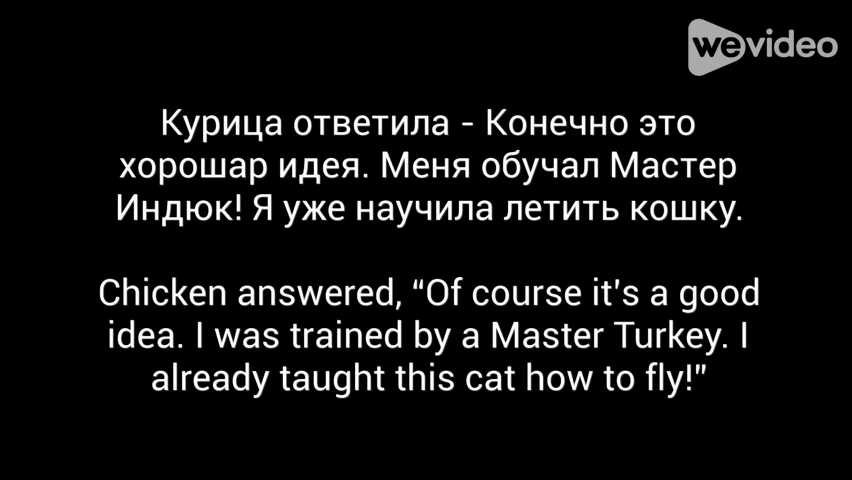 wevideo
Курица ответила - Конечно это
хорошар идея. Меня обучал Мастер
Индюк! Я уже научила летить кошку.
Chicken answered, “Of course it's a good
idea. I was trained by a Master Turkey. I
already taught this cat how to fly!”